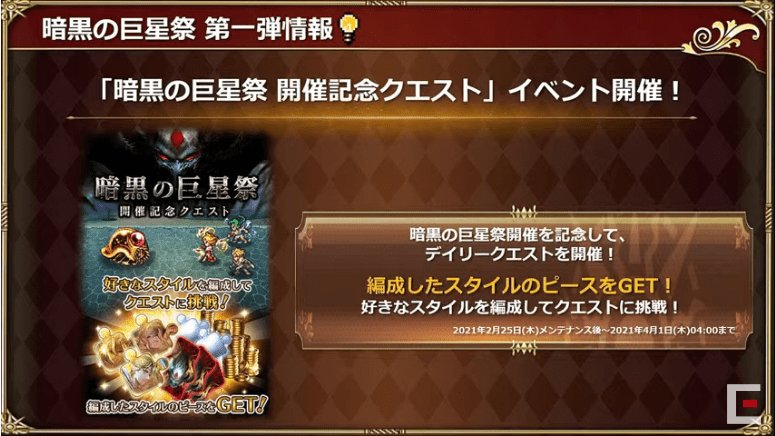 暗黒の巨星祭 第一弾情報
「暗黒の巨星祭 開催記念クエスト」イベント開催！
暗黒の巨星祭
開催記念クエスト
好きなスタイルを編成して
クエストに挑戦！
編成したスタイルのピースをGET!
暗黒の巨星祭開催を記念して、
デイリークエストを開催！
編成したスタイルのピースをGET！
好きなスタイルを編成してクエストに挑戦！
2021年2月25日(木)メンテナンス後～2021年4月1日(木)04:00まで